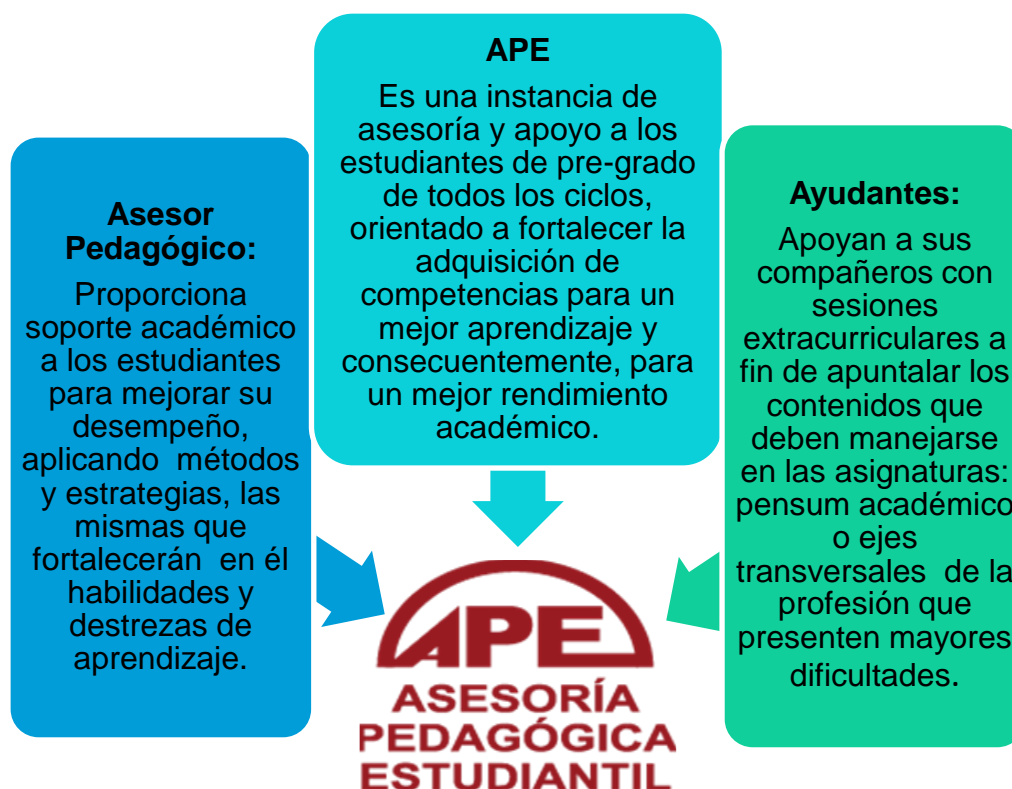 APE
Es una instancia de
asesoría y apoyo a los
estudiantes de pre-grado
de todos los ciclos,
orientado a fortalecer la
adquisición de
competencias para un
mejor aprendizaje y
consecuentemente, para
un mejor rendimiento
académico.
Asesor
Pedagógico:
Proporciona
soporte académico
a los estudiantes
para mejorar su
desempeño,
aplicando métodos
y estrategias, las
mismas que
fortalecerán en él
habilidades y
destrezas de
aprendizaje.
Ayudantes:
Apoyan a sus
compañeros con
sesiones
extracurriculares a
fin de apuntalar los
contenidos que
deben manejarse
en las asignaturas:
pensum académico
o ejes
transversales de la
profesión que
presenten mayores
dificultades.
APE
ASESORÍA
PEDAGÓGICA
ESTUDIANTIL